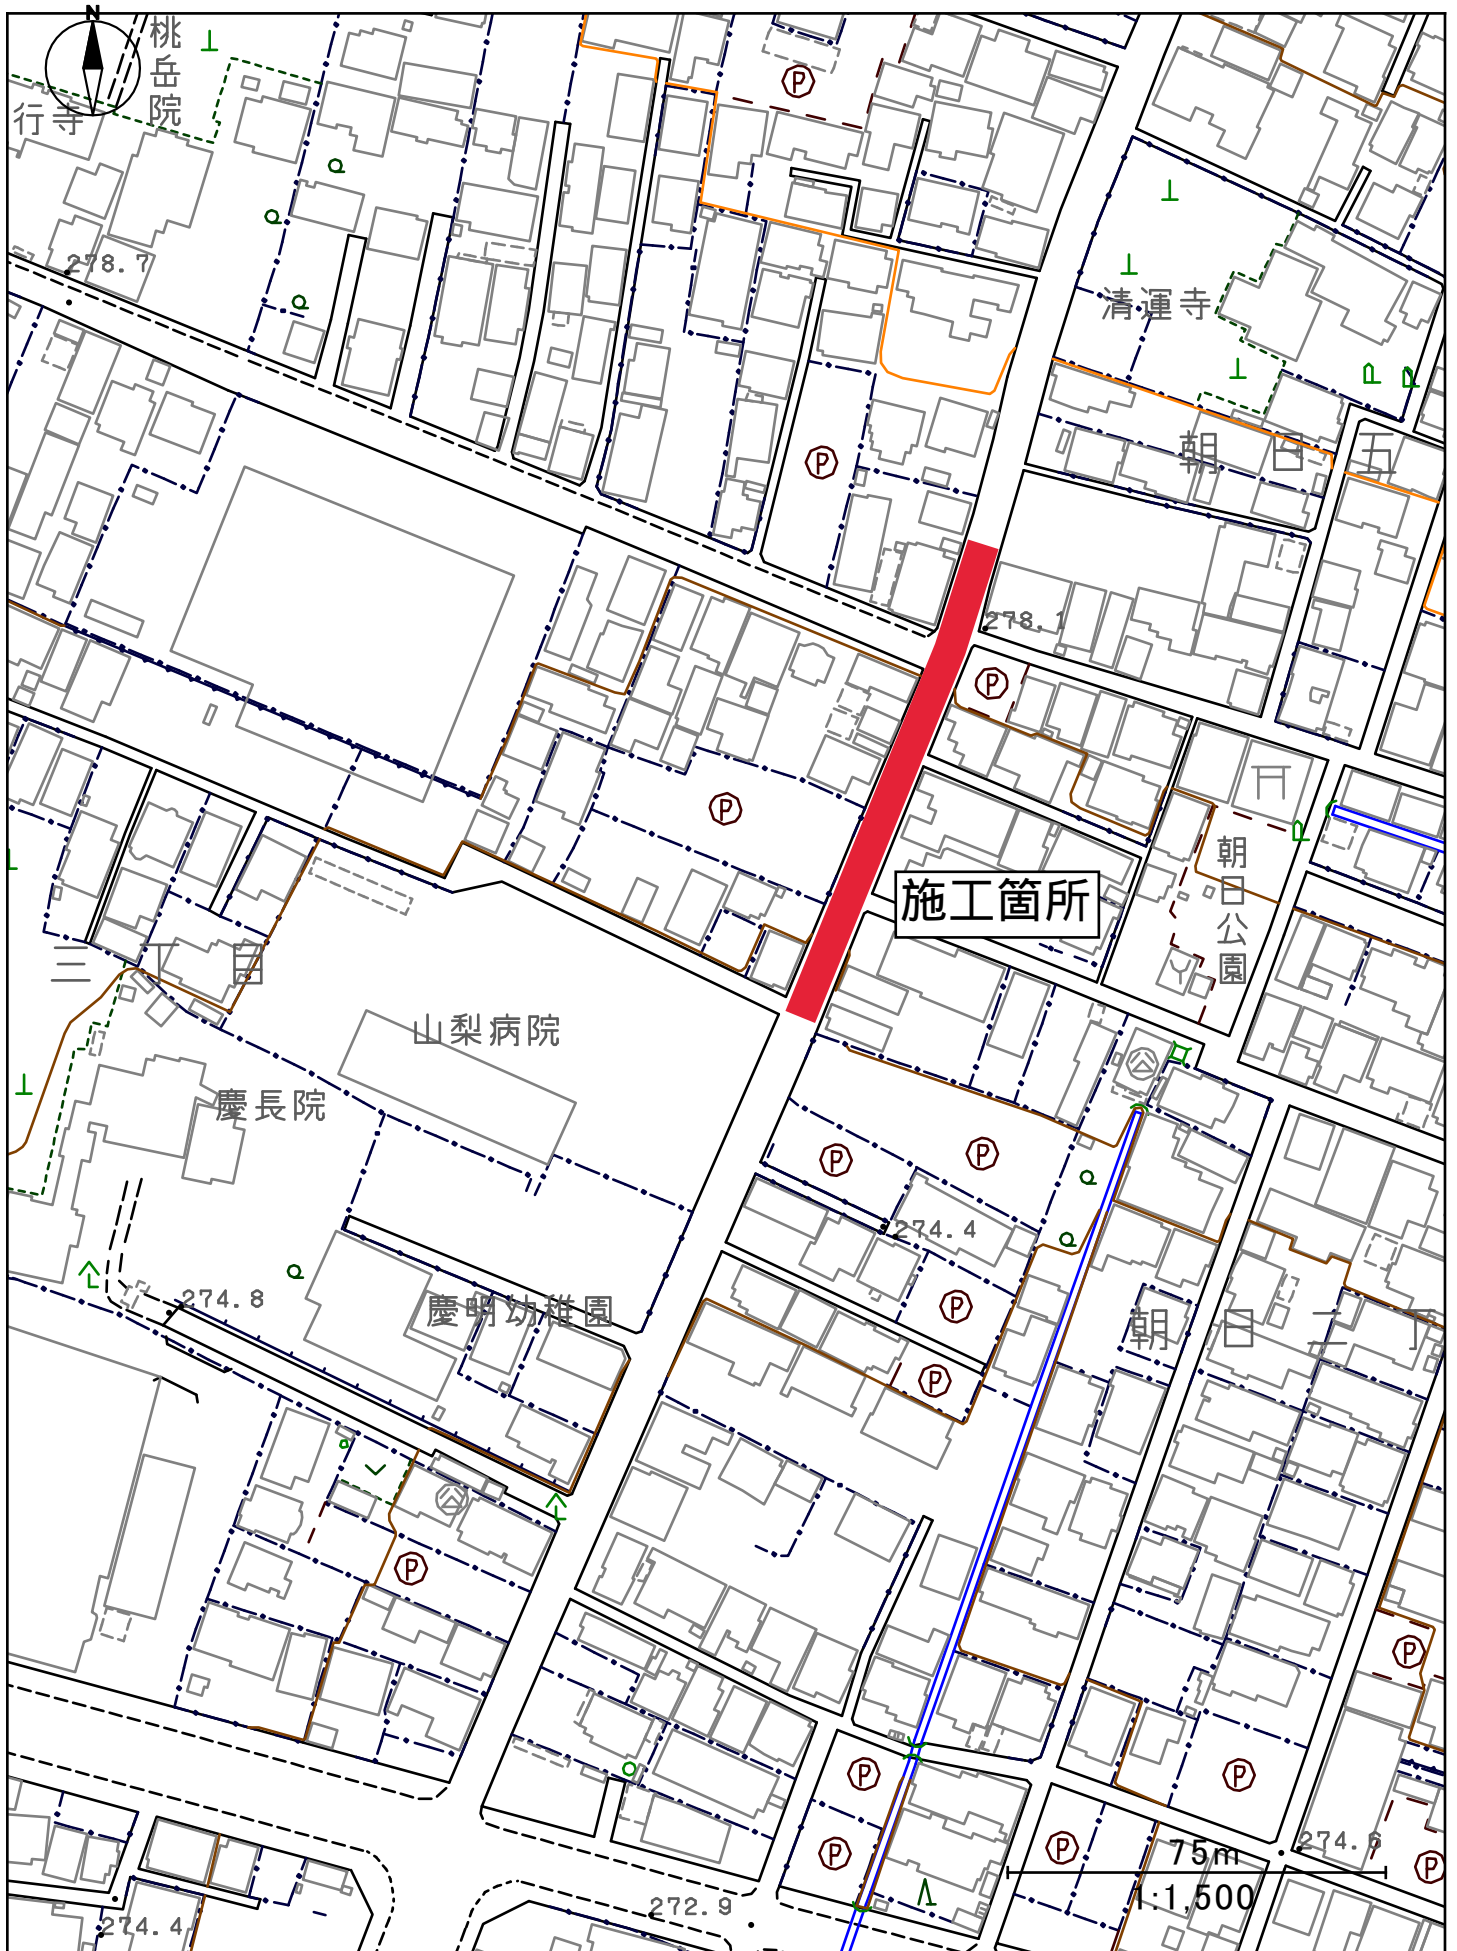 N
桃岳院
行寺
Ⓟ
278.7
清運寺
朝日五
Ⓟ
278.1
Ⓟ
Ⓟ
朝日公園
施工箇所
三丁目
山梨病院
慶長院
Ⓟ
Ⓟ
274.4
274.8
慶明幼稚園
Ⓟ
朝日二丁
Ⓟ
Ⓟ
Ⓟ
Ⓟ
Ⓟ
Ⓟ
Ⓟ
Ⓟ
274.6
75m
1:1,500
272.9
274.4